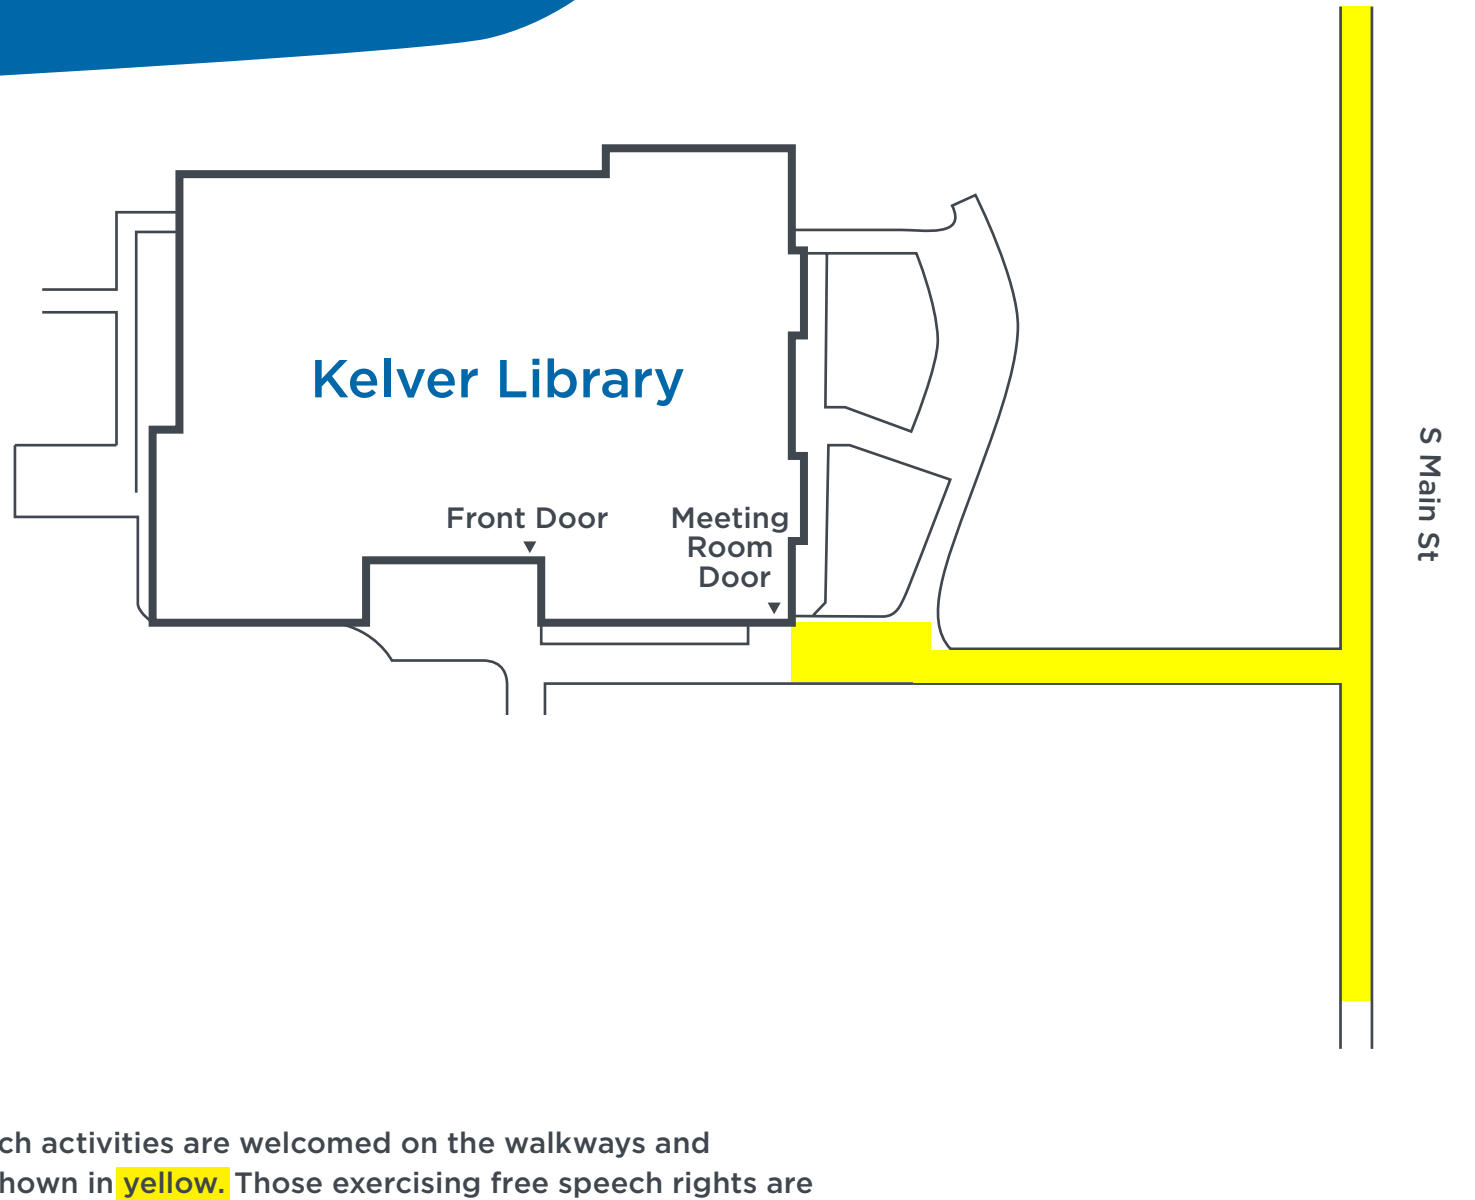 Kelver Library
Front Door
Meeting
Room
Door
S Main St
ch activities are welcomed on the walkways and
hown in yellow. Those exercising free speech rights are